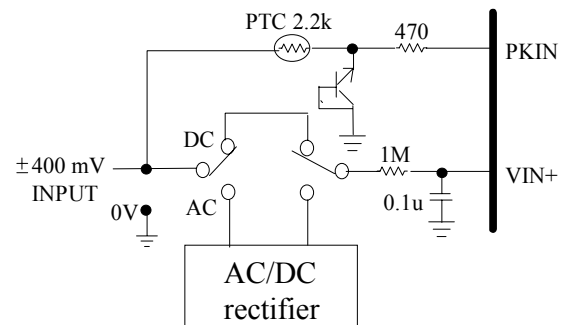 PTC 2.2k
470
PKIN
DC
±400 mV
INPUT
1M
VIN+
0V
AC
0.1u
AC/DC
rectifier